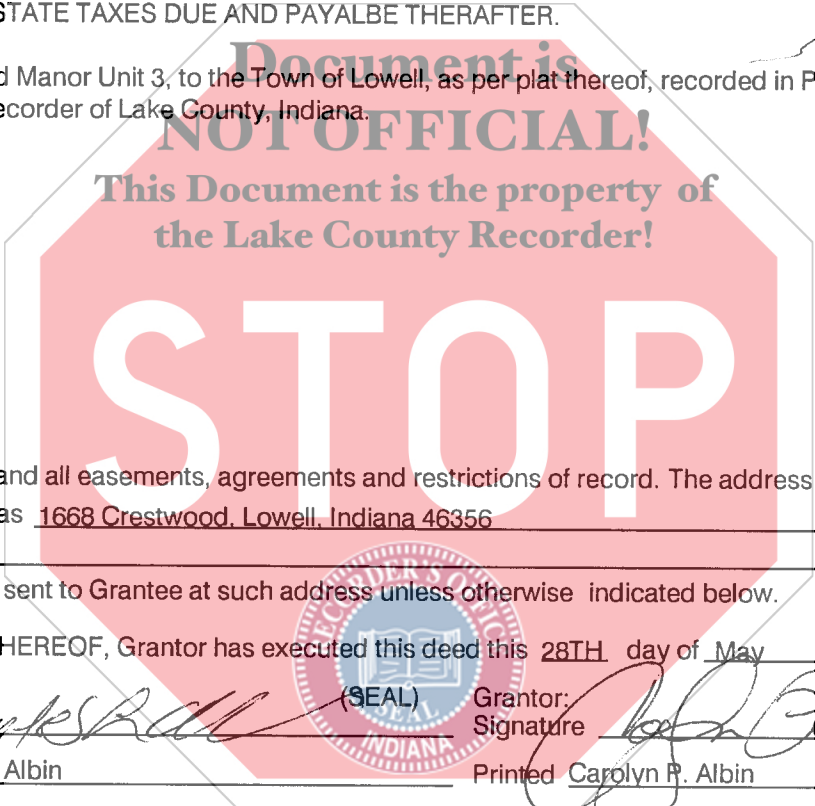 STATE TAXES DUE AND PAYALBE THERAFTER.
Document is
d Manor Unit 3, to the Town of Lowell, as per plat thereof, recorded in P
ecorder of Lake County, Indiana.
NOT OFFICIAL!
This Document is the property of
the Lake County Recorder!
STOP
and all easements, agreements and restrictions of record. The address
as 1668 Crestwood, Lowell, Indiana 46356
sent to Grantee at such address unless otherwise indicated below.
HEREOF, Grantor has executed this deed this 28TH day of May
(SEAL) Grantor:
Signature
Albin Printed Carolyn P. Albin
RECORDER'S OFFIC
SEAL
INDIANA